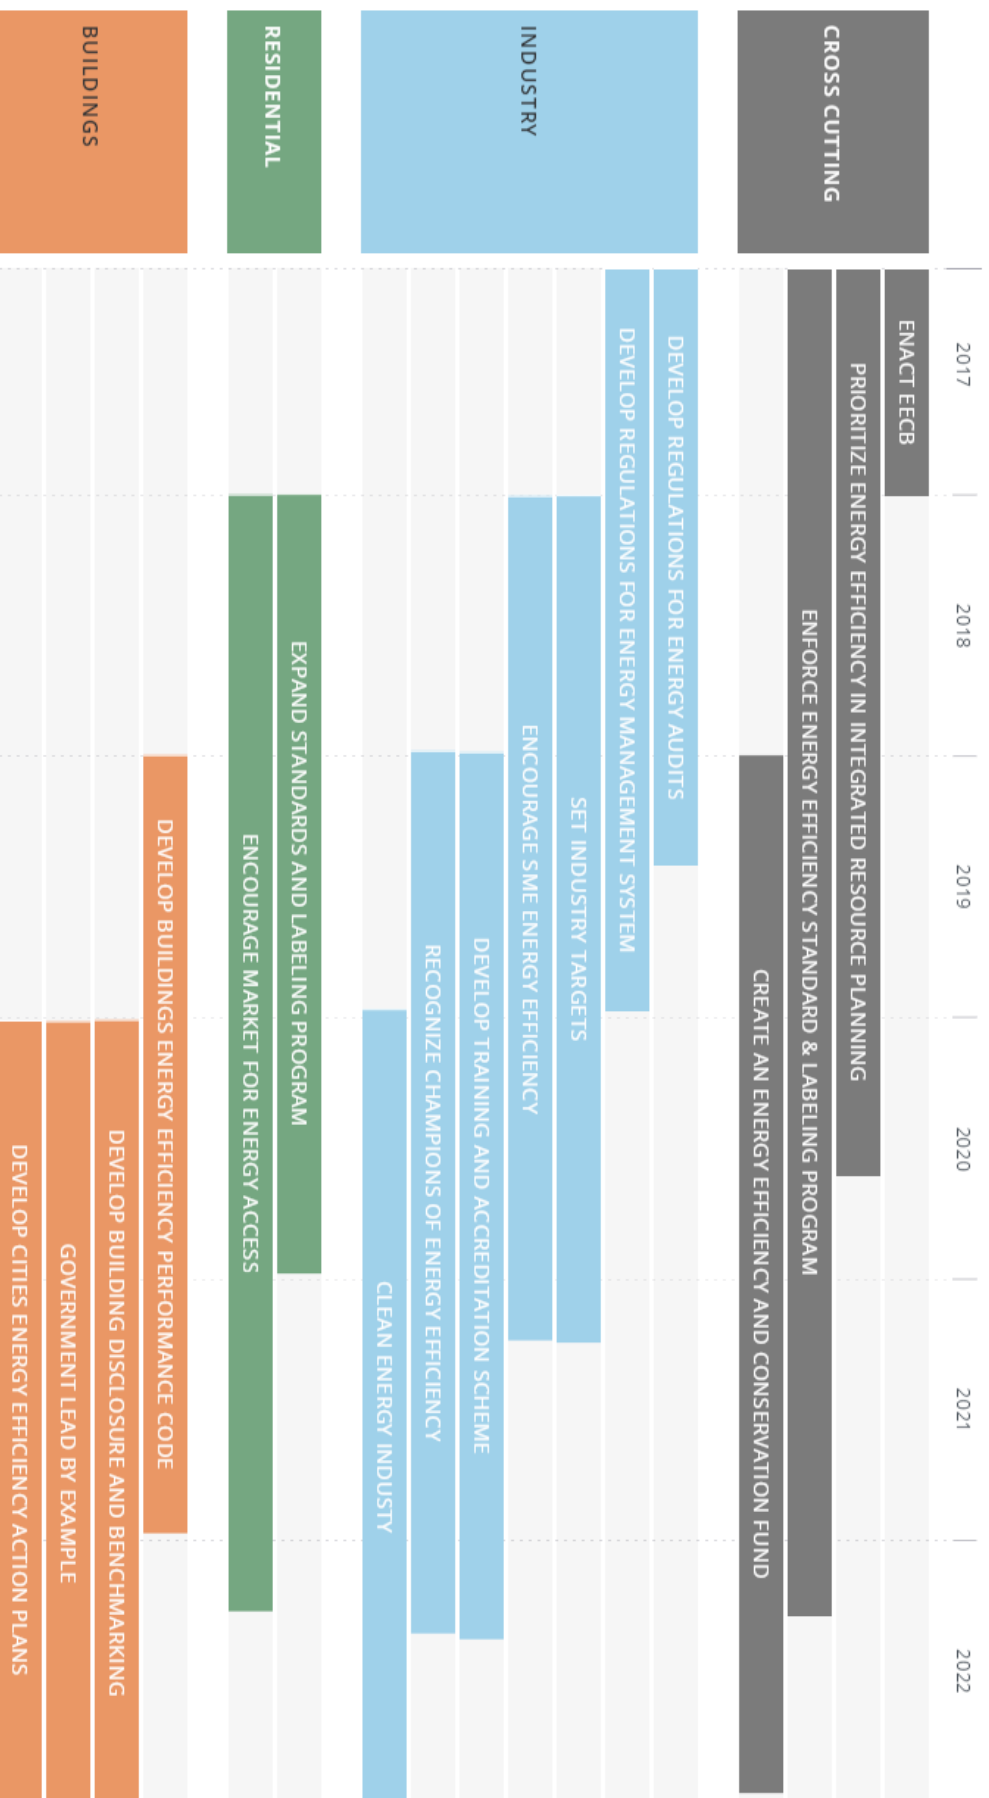 2017
2018
2019
2020
2021
2022
CROSS CUTTING
ENACT EECB
PRIORITIZE ENERGY EFFICIENCY IN INTEGRATED RESOURCE PLANNING
ENFORCE ENERGY EFFICIENCY STANDARD & LABELING PROGRAM
CREATE AN ENERGY EFFICIENCY AND CONSERVATION FUND
INDUSTRY
DEVELOP REGULATIONS FOR ENERGY AUDITS
DEVELOP REGULATIONS FOR ENERGY MANAGEMENT SYSTEM
SET INDUSTRY TARGETS
ENCOURAGE SME ENERGY EFFICIENCY
DEVELOP TRAINING AND ACCREDITATION SCHEME
RECOGNIZE CHAMPIONS OF ENERGY EFFICIENCY
CLEAN ENERGY INDUSTY
RESIDENTIAL
EXPAND STANDARDS AND LABELING PROGRAM
ENCOURAGE MARKET FOR ENERGY ACCESS
BUILDINGS
DEVELOP BUILDINGS ENERGY EFFICIENCY PERFORMANCE CODE
DEVELOP BUILDING DISCLOSURE AND BENCHMARKING
GOVERNMENT LEAD BY EXAMPLE
DEVELOP CITIES ENERGY EFFICIENCY ACTION PLANS